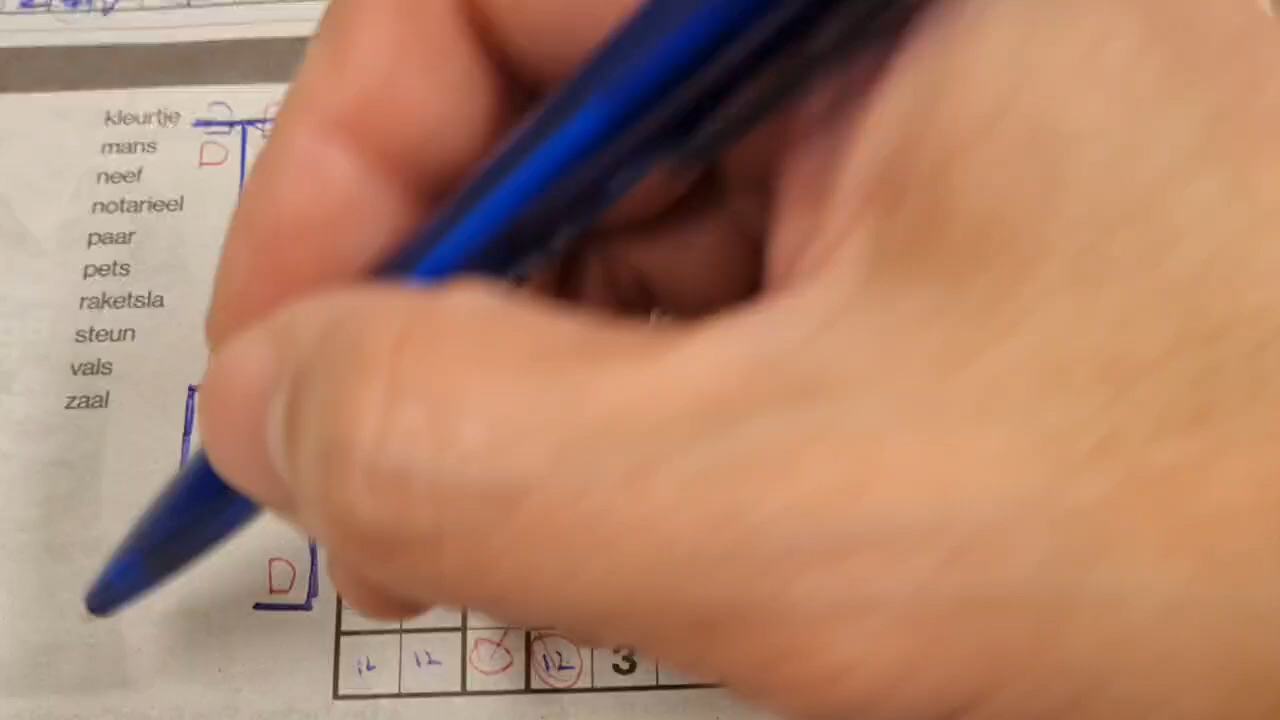 kleurtje
mans D
neef
notarieel
paar
pets
raketsla
steun
vals
zaal
D
12 12 12 3